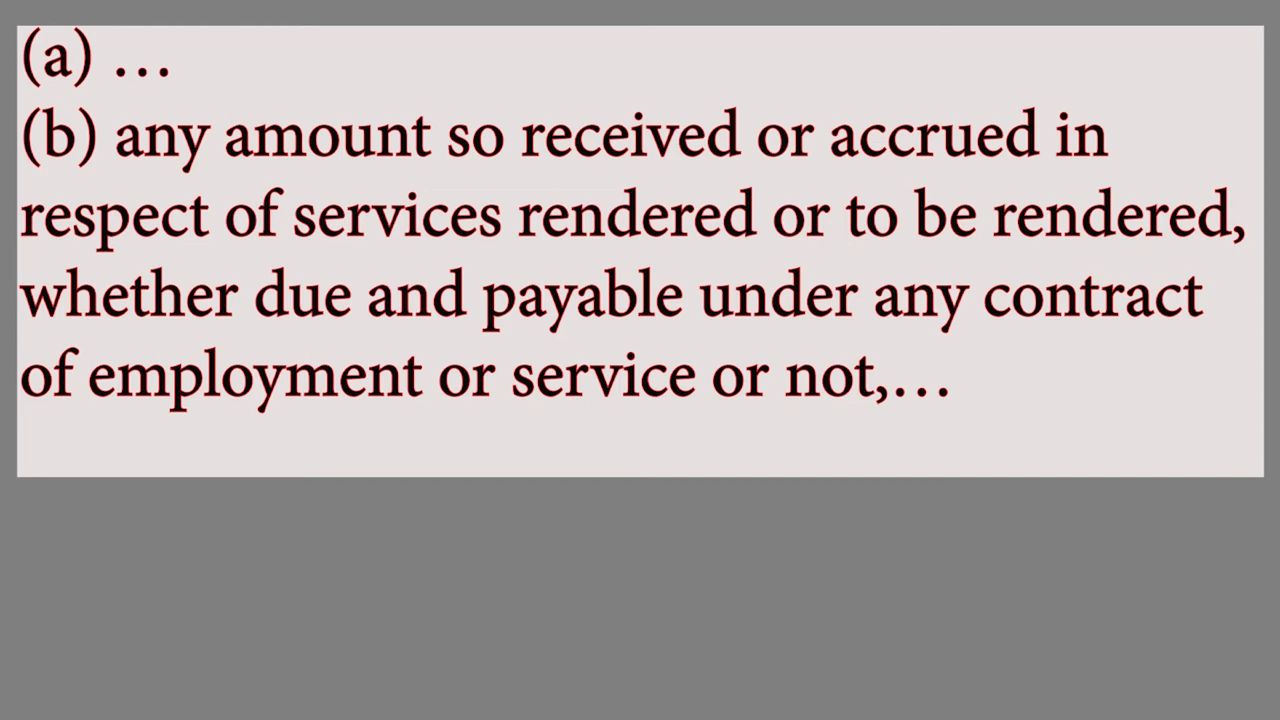 (a) …
(b) any amount so received or accrued in
respect of services rendered or to be rendered,
whether due and payable under any contract
of employment or service or not,…